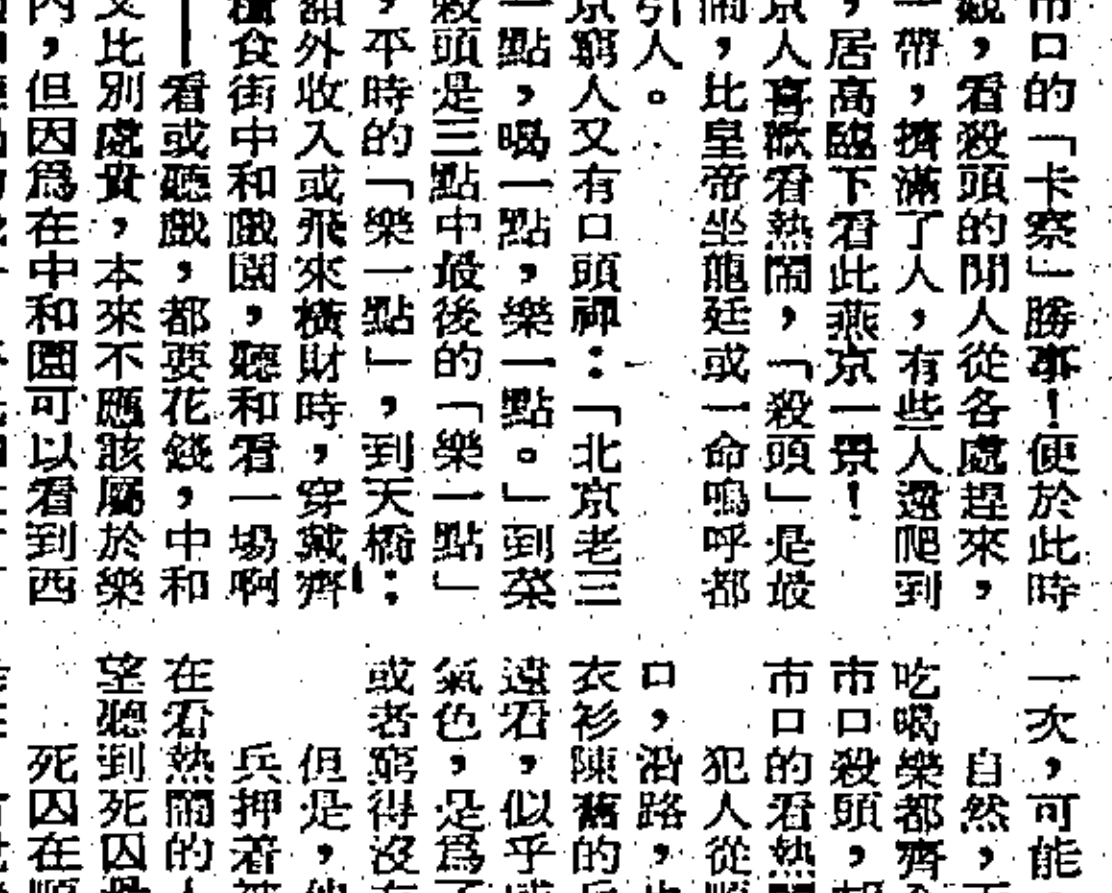 市口的「卡察」勝事！便於此時
觀，看殺頭的閒人從各處趕來，
一帶，擠滿了人，有些人還爬到
，居高臨下看此燕京一景！
京人喜歡看熱鬧，「殺頭」是最
鬧，比皇帝坐龍廷或一命嗚呼都
引人。
京窮人又有口頭禪：「北京老三
一點，喝一點，樂一點。」到菜
殺頭是三點中最後的「樂一點」
，平時的「樂一點」，到天橋：
額外收入或飛來橫財時，穿戴齊
糧食街中和戲園，聽和看一場啊
——看或聽戲，都要花錢，中和
又比別處貴，本來不應該屬於樂
內，但因爲在中和園可以看到西
一次，可能
自然，
吃喝樂都齊
市口殺頭，
市口的看熱
犯人從順
口，沿路，
衣衫陳舊的
遠看，似乎
氣色，是爲
或者窮得沒
但是，
兵押着
在看熱鬧的
望聽到死囚
死囚在